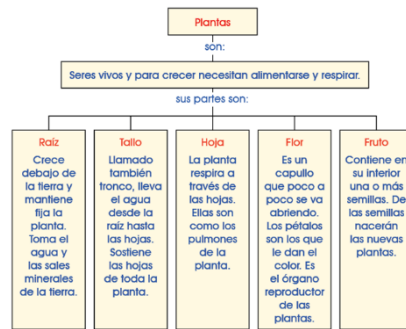 Plantas
son:
Seres vivos y para crecer necesitan alimentarse y respirar.
sus partes son:
Raíz
Crece
debajo de
la tierra y
mantiene
fija la
planta.
Toma el
agua y
las sales
minerales
de la tierra.
Tallo
Llamado
también
tronco, lleva
el agua
desde la
raíz hasta
las hojas.
Sostiene
las hojas
de toda la
planta.
Hoja
La planta
respira a
través de
las hojas.
Ellas son
como los
pulmones
de la
planta.
Flor
Es un
capullo
que poco a
poco se va
abriendo.
Los pétalos
son los que
le dan el
color. Es
el órgano
reproductor
de las
plantas.
Fruto
Contiene en
su interior
una o más
semillas. De
las semillas
nacerán
las nuevas
plantas.